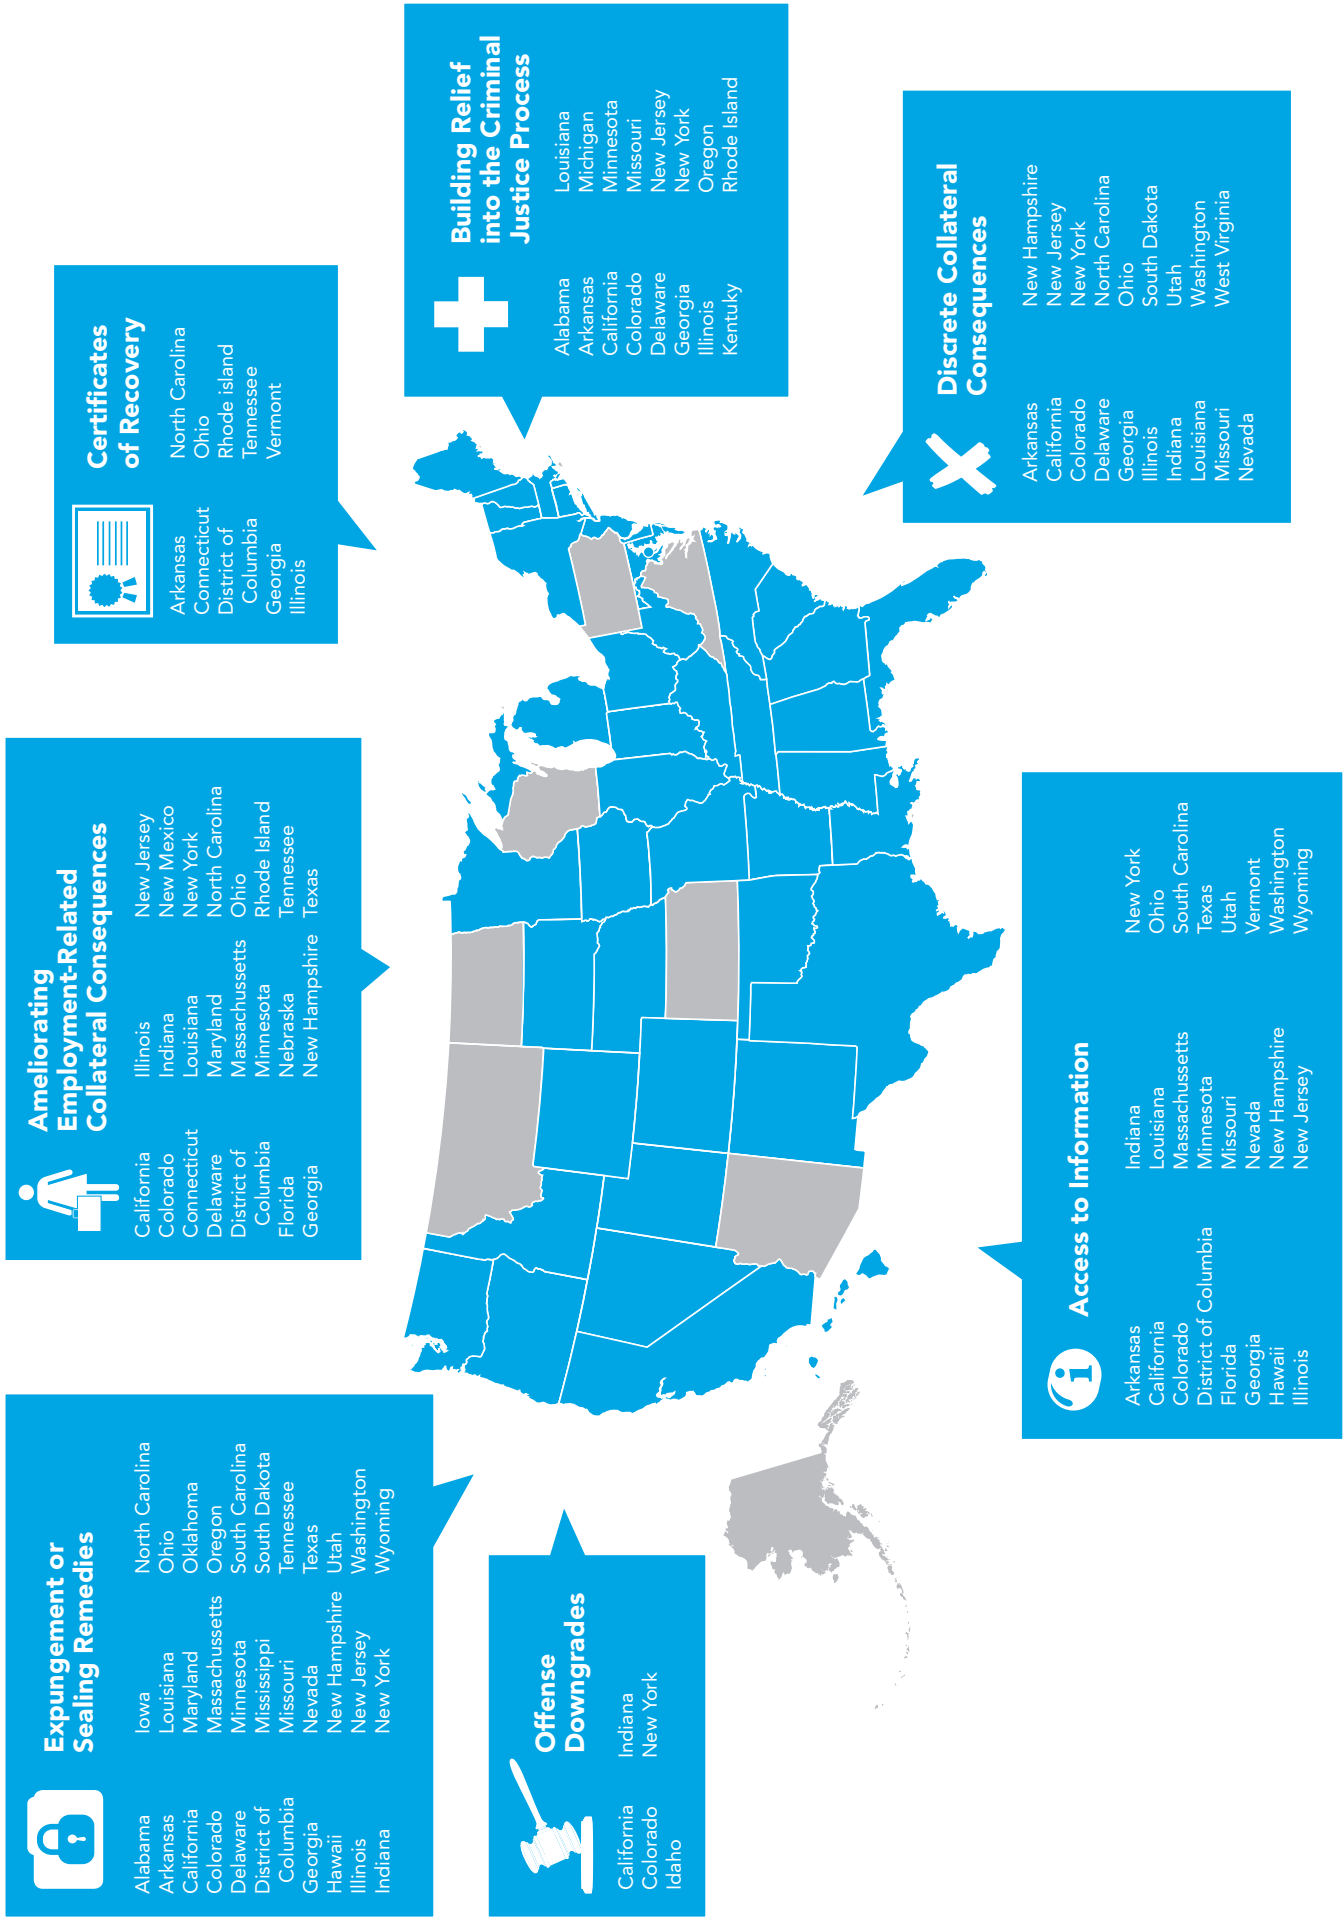 Expungement or
Sealing Remedies
Alabama
Arkansas
California
Colorado
Delaware
District of
Columbia
Georgia
Hawaii
Illinois
Indiana
Iowa
Louisiana
Maryland
Massachussetts
Minnesota
Mississippi
Missouri
Nevada
New Hampshire
New Jersey
New York
North Carolina
Ohio
Oklahoma
Oregon
South Carolina
South Dakota
Tennessee
Texas
Utah
Washington
Wyoming
Ameliorating
Employment-Related
Collateral Consequences
California
Colorado
Connecticut
Delaware
District of
Columbia
Florida
Georgia
Illinois
Indiana
Louisiana
Maryland
Massachussetts
Minnesota
Nebraska
New Hampshire
New Jersey
New Mexico
New York
North Carolina
Ohio
Rhode Island
Tennessee
Texas
Certificates
of Recovery
Arkansas
Connecticut
District of
Columbia
Georgia
Illinois
North Carolina
Ohio
Rhode island
Tennessee
Vermont
Building Relief
into the Criminal
Justice Process
Alabama
Arkansas
California
Colorado
Delaware
Georgia
Illinois
Kentuky
Louisiana
Michigan
Minnesota
Missouri
New Jersey
New York
Oregon
Rhode Island
Offense
Downgrades
California
Colorado
Idaho
Indiana
New York
i
Access to Information
Arkansas
California
Colorado
District of Columbia
Florida
Georgia
Hawaii
Illinois
Indiana
Louisiana
Massachussetts
Minnesota
Missouri
Nevada
New Hampshire
New Jersey
New York
Ohio
South Carolina
Texas
Utah
Vermont
Washington
Wyoming
Discrete Collateral
Consequences
Arkansas
California
Colorado
Delaware
Georgia
Illinois
Indiana
Louisiana
Missouri
Nevada
New Hampshire
New Jersey
New York
North Carolina
Ohio
South Dakota
Utah
Washington
West Virginia